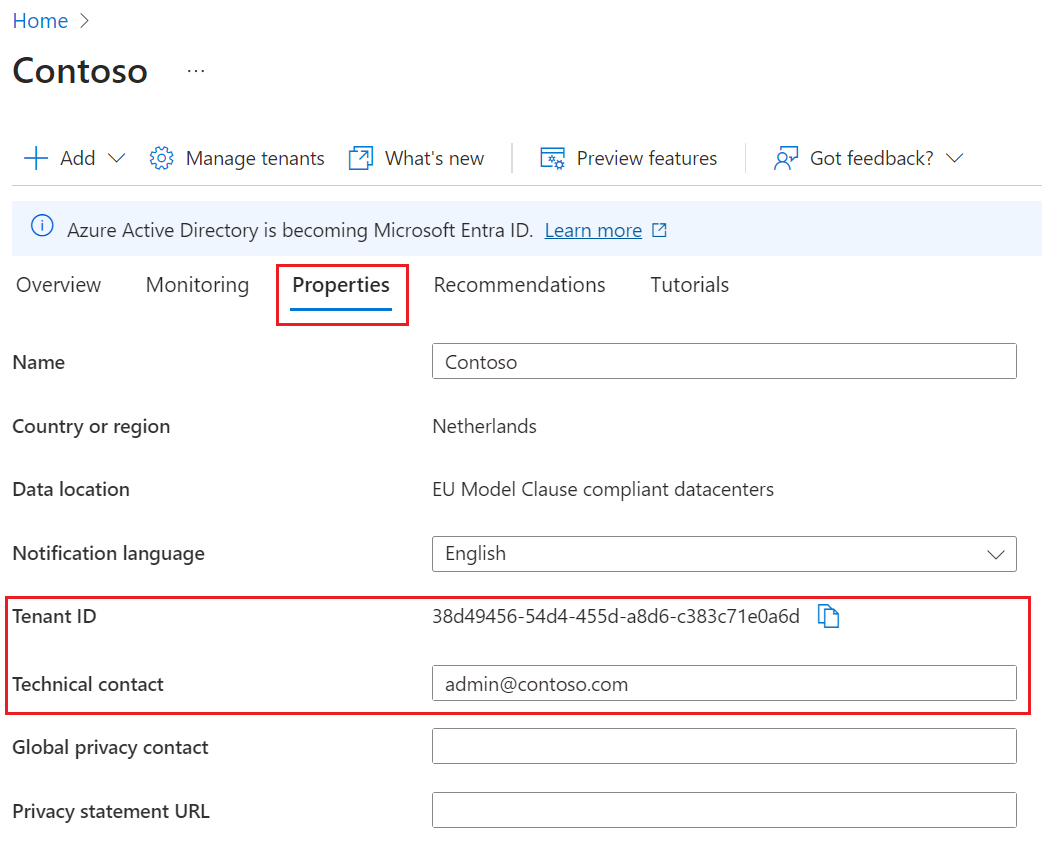 Home
Contoso ...
Add Manage tenants What's new Preview features Got feedback?
Azure Active Directory is becoming Microsoft Entra ID. Learn more
Overview Monitoring Properties Recommendations Tutorials
Name Contoso
Country or region Netherlands
Data location EU Model Clause compliant datacenters
Notification language English
Tenant ID 38d49456-54d4-455d-a8d6-c383c71e0a6d
Technical contact admin@contoso.com
Global privacy contact
Privacy statement URL